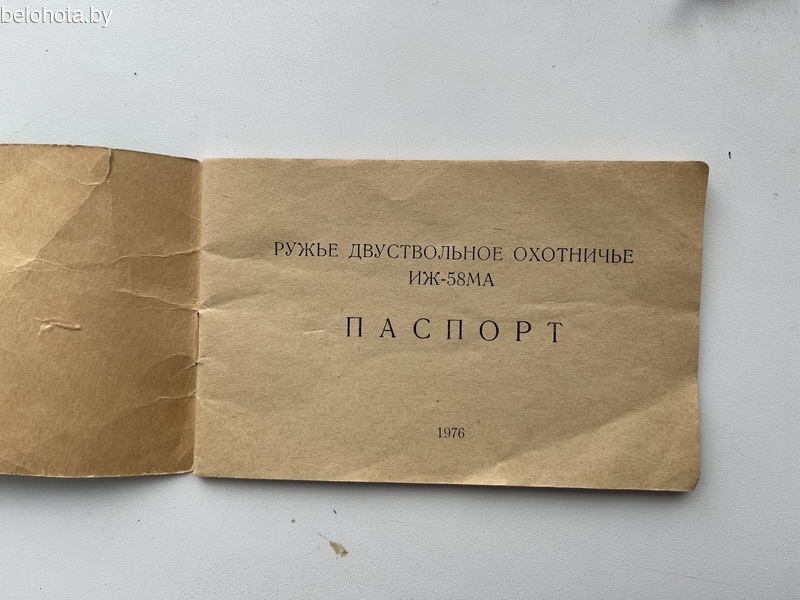 belohota.by
РУЖЬЕ ДВУСТВОЛЬНОЕ ОХОТНИЧЬЕ
ИЖ-58МА
ПАСПОРТ
1976